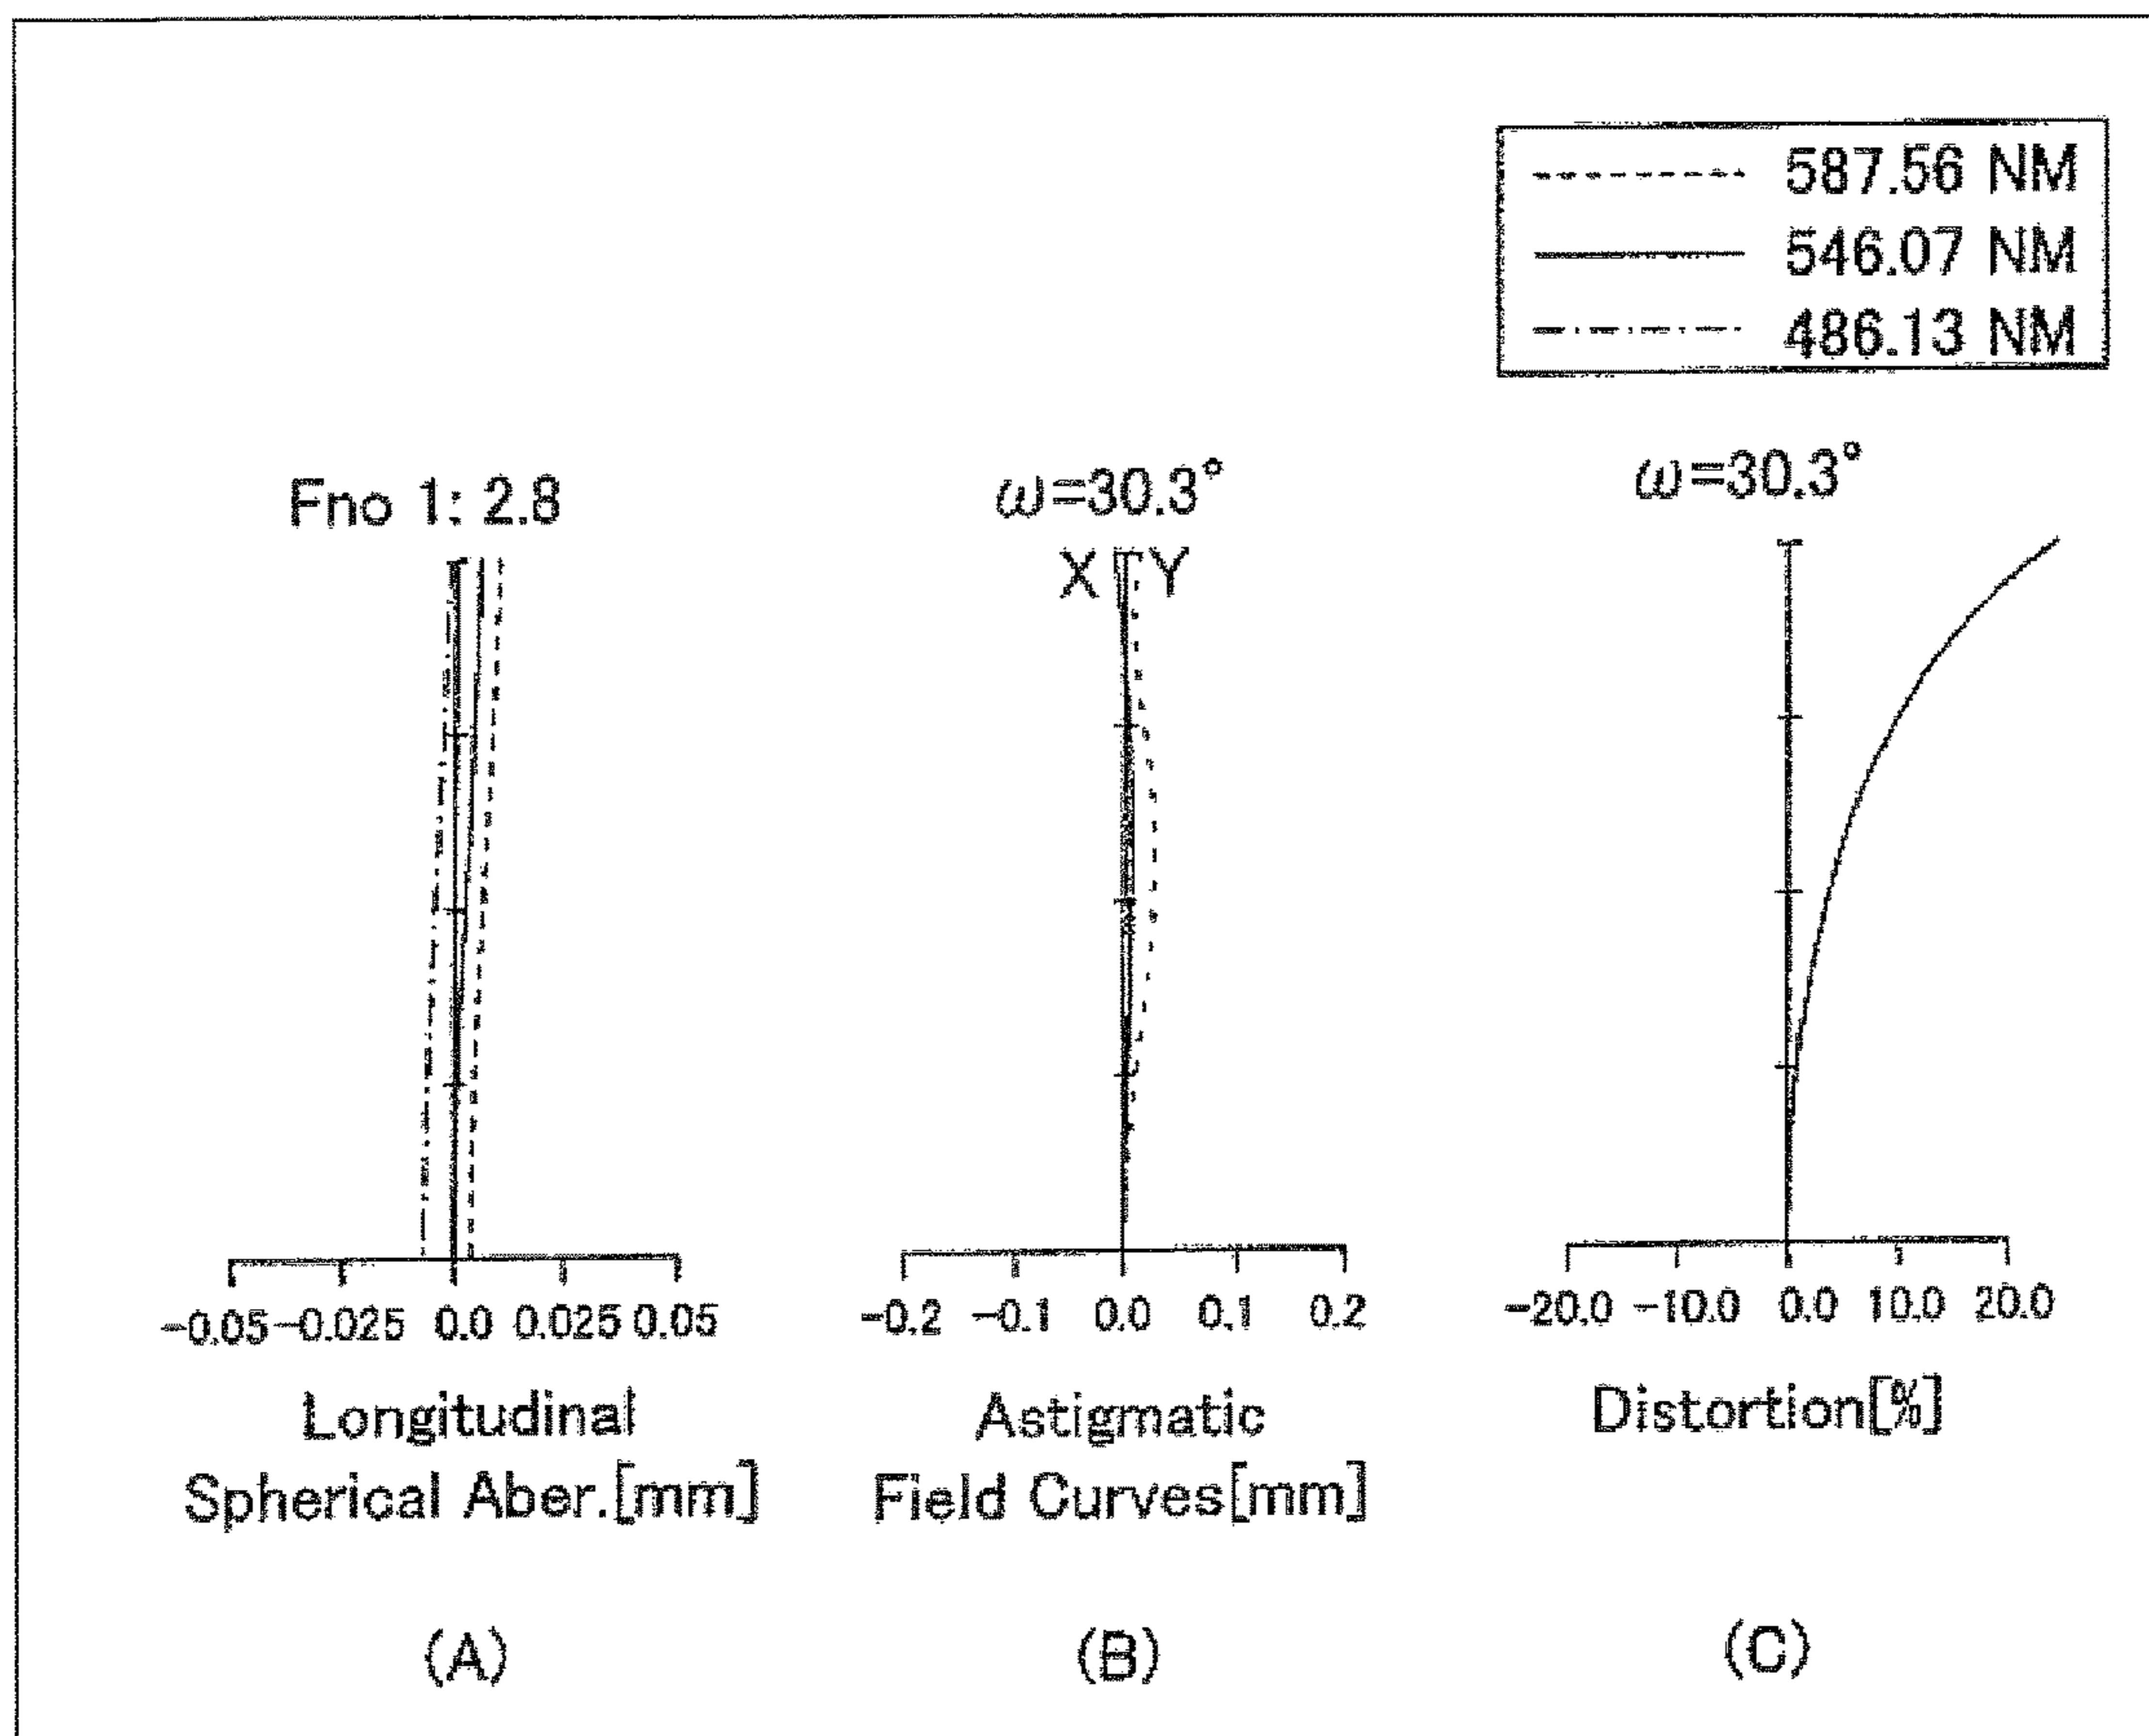 587.56 NM
546.07 NM
486.13 NM
Fno 1: 2.8
ω=30.3°
ω=30.3°
X Y
-0.05 -0.025 0.0 0.025 0.05
-0.2 -0.1 0.0 0.1 0.2
-20.0 -10.0 0.0 10.0 20.0
Longitudinal
Spherical Aber.[mm]
Astigmatic
Field Curves[mm]
Distortion[%]
(A)
(B)
(C)